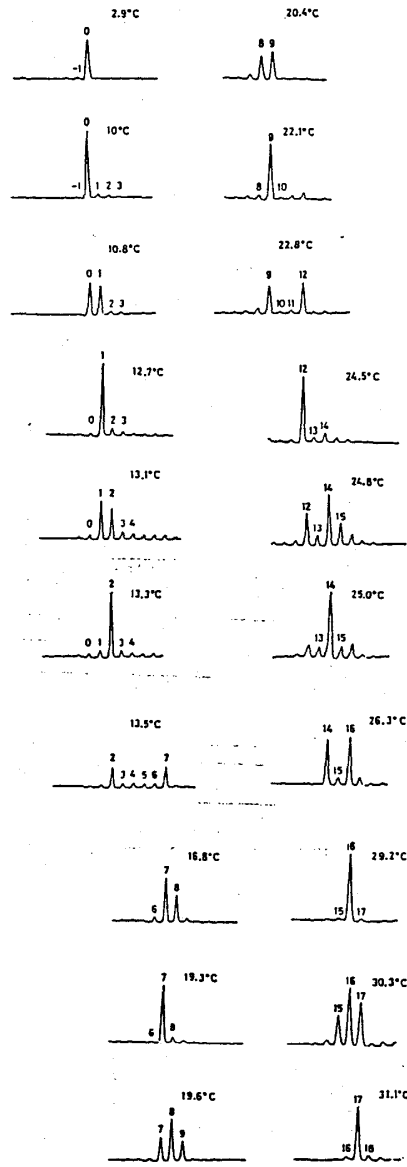 2.9°C
0
-1
10°C
0
-1 1 2 3
10.8°C
0 1
2 3
12.7°C
1
0 2 3
13.1°C
1 2
0 3 4
13.3°C
2
0 1 3 4
13.5°C
2 7
3 4 5 6
16.8°C
7
8
6
19.3°C
7
6 8
19.6°C
8
7 9
20.4°C
8 9
22.1°C
9
8 10
22.8°C
9 12
10 11
24.5°C
12
13 14
24.8°C
14
12 15
13
25.0°C
14
13 15
26.3°C
14 16
15
29.2°C
16
15 17
30.3°C
16
15 17
31.1°C
17
16 18